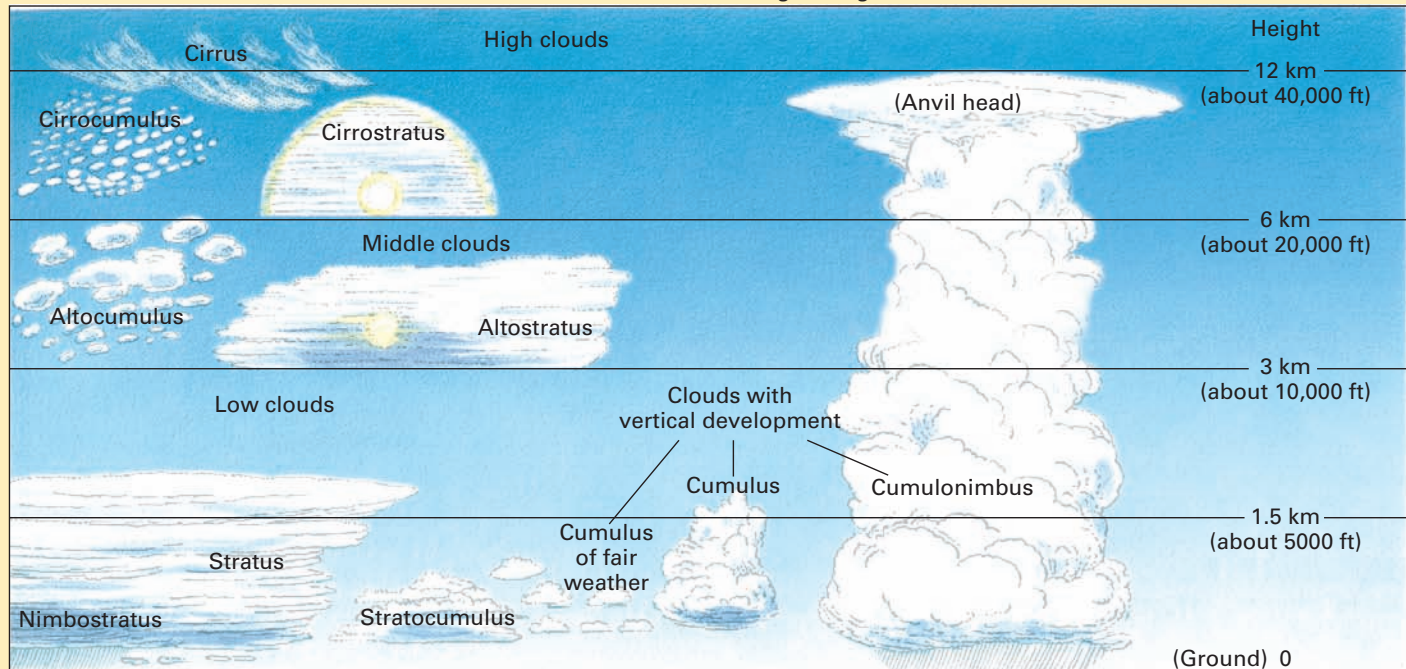 High clouds
Height
Cirrus
12 km
(about 40,000 ft)
(Anvil head)
Cirrocumulus
Cirrostratus
6 km
(about 20,000 ft)
Middle clouds
Altocumulus
Altostratus
3 km
(about 10,000 ft)
Low clouds
Clouds with
vertical development
Cumulus
Cumulonimbus
1.5 km
(about 5000 ft)
Cumulus
of fair
weather
Stratus
Nimbostratus
Stratocumulus
(Ground) 0